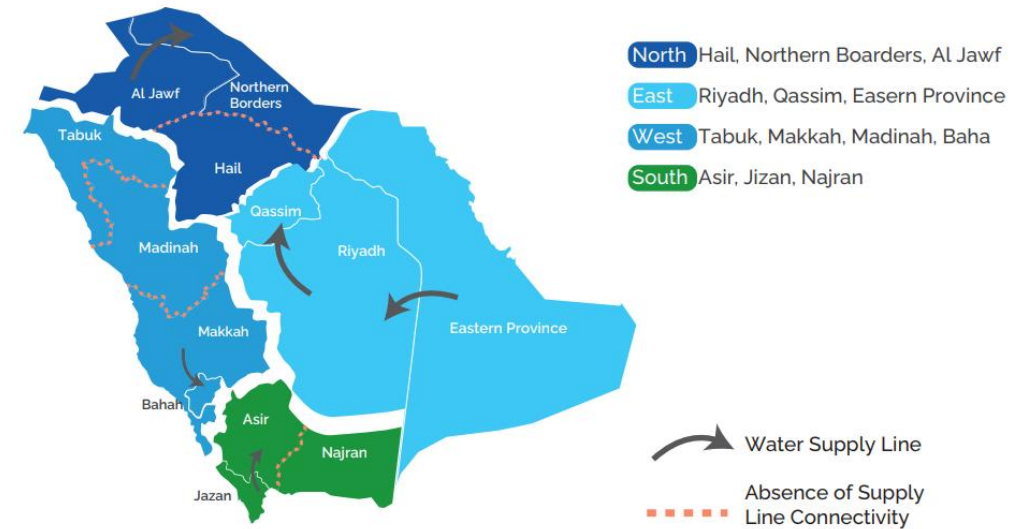 Al Jawf
Northern
Borders
Tabuk
Hail
Qassim
Madinah
Riyadh
Makkah
Eastern Province
Bahah
Asir
Najran
Jazan
North Hail, Northern Boarders, Al Jawf
East Riyadh, Qassim, Easern Province
West Tabuk, Makkah, Madinah, Baha
South Asir, Jizan, Najran
Water Supply Line
Absence of Supply
Line Connectivity